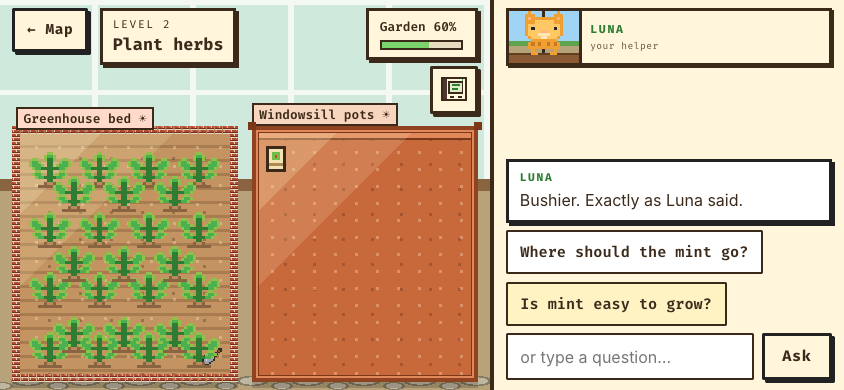 ← Map
LEVEL 2
Plant herbs
Garden 60%
Greenhouse bed ☀
Windowsill pots ☀
LUNA
your helper
LUNA
Bushier. Exactly as Luna said.
Where should the mint go?
Is mint easy to grow?
or type a question...
Ask